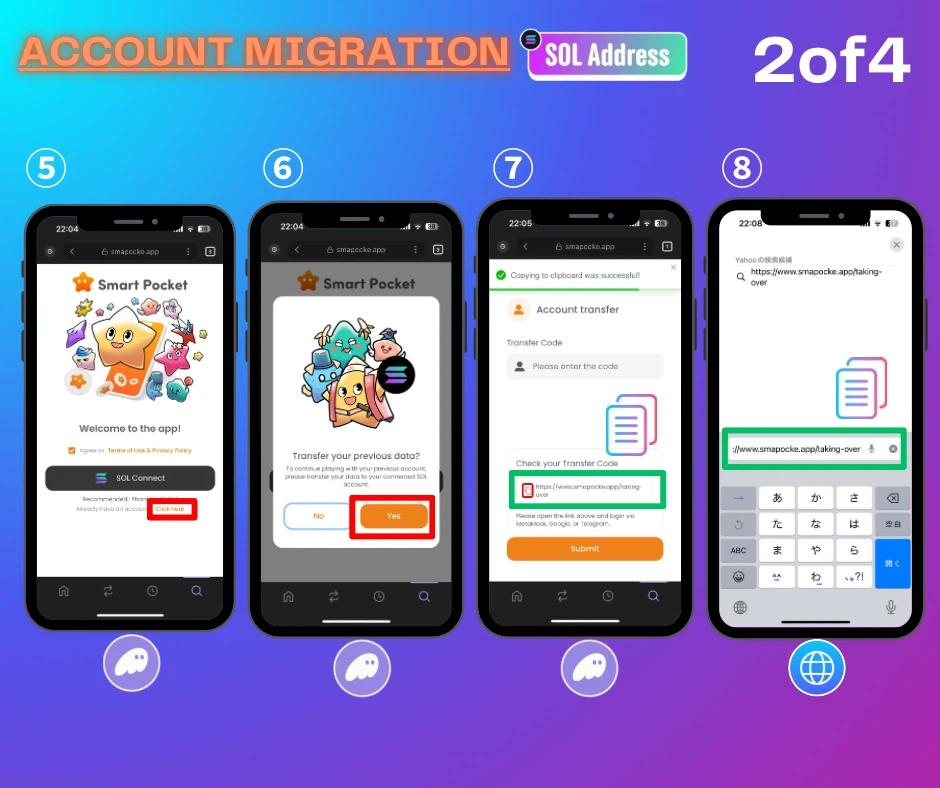 ACCOUNT MIGRATION
SOL Address
2of4
5
6
7
8
22:04
smapocke.app
3
Smart Pocket
Welcome to the app!
Agree to Terms of Use & Privacy Policy
SOL Connect
Recommended : Phantom
Already have an account Click here
22:04
smapocke.app
3
Smart Pocket
Transfer your previous data?
To continue playing with your previous account,
please transfer your data to your connected SOL
account.
No
Yes
22:05
smapocke.app
1
Copying to clipboard was successful!
Account transfer
Transfer Code
Please enter the code
Check your Transfer Code
https://www.smapocke.app/taking-
over
Please open the link above and login via
MetaMask, Google, or Telegram.
Submit
22:08
Yahooの検索候補
https://www.smapocke.app/taking-
over
://www.smapocke.app/taking-over
→ あ か さ
た な は 空白
ABC ま や ら
^^ わ 、。?!
開く